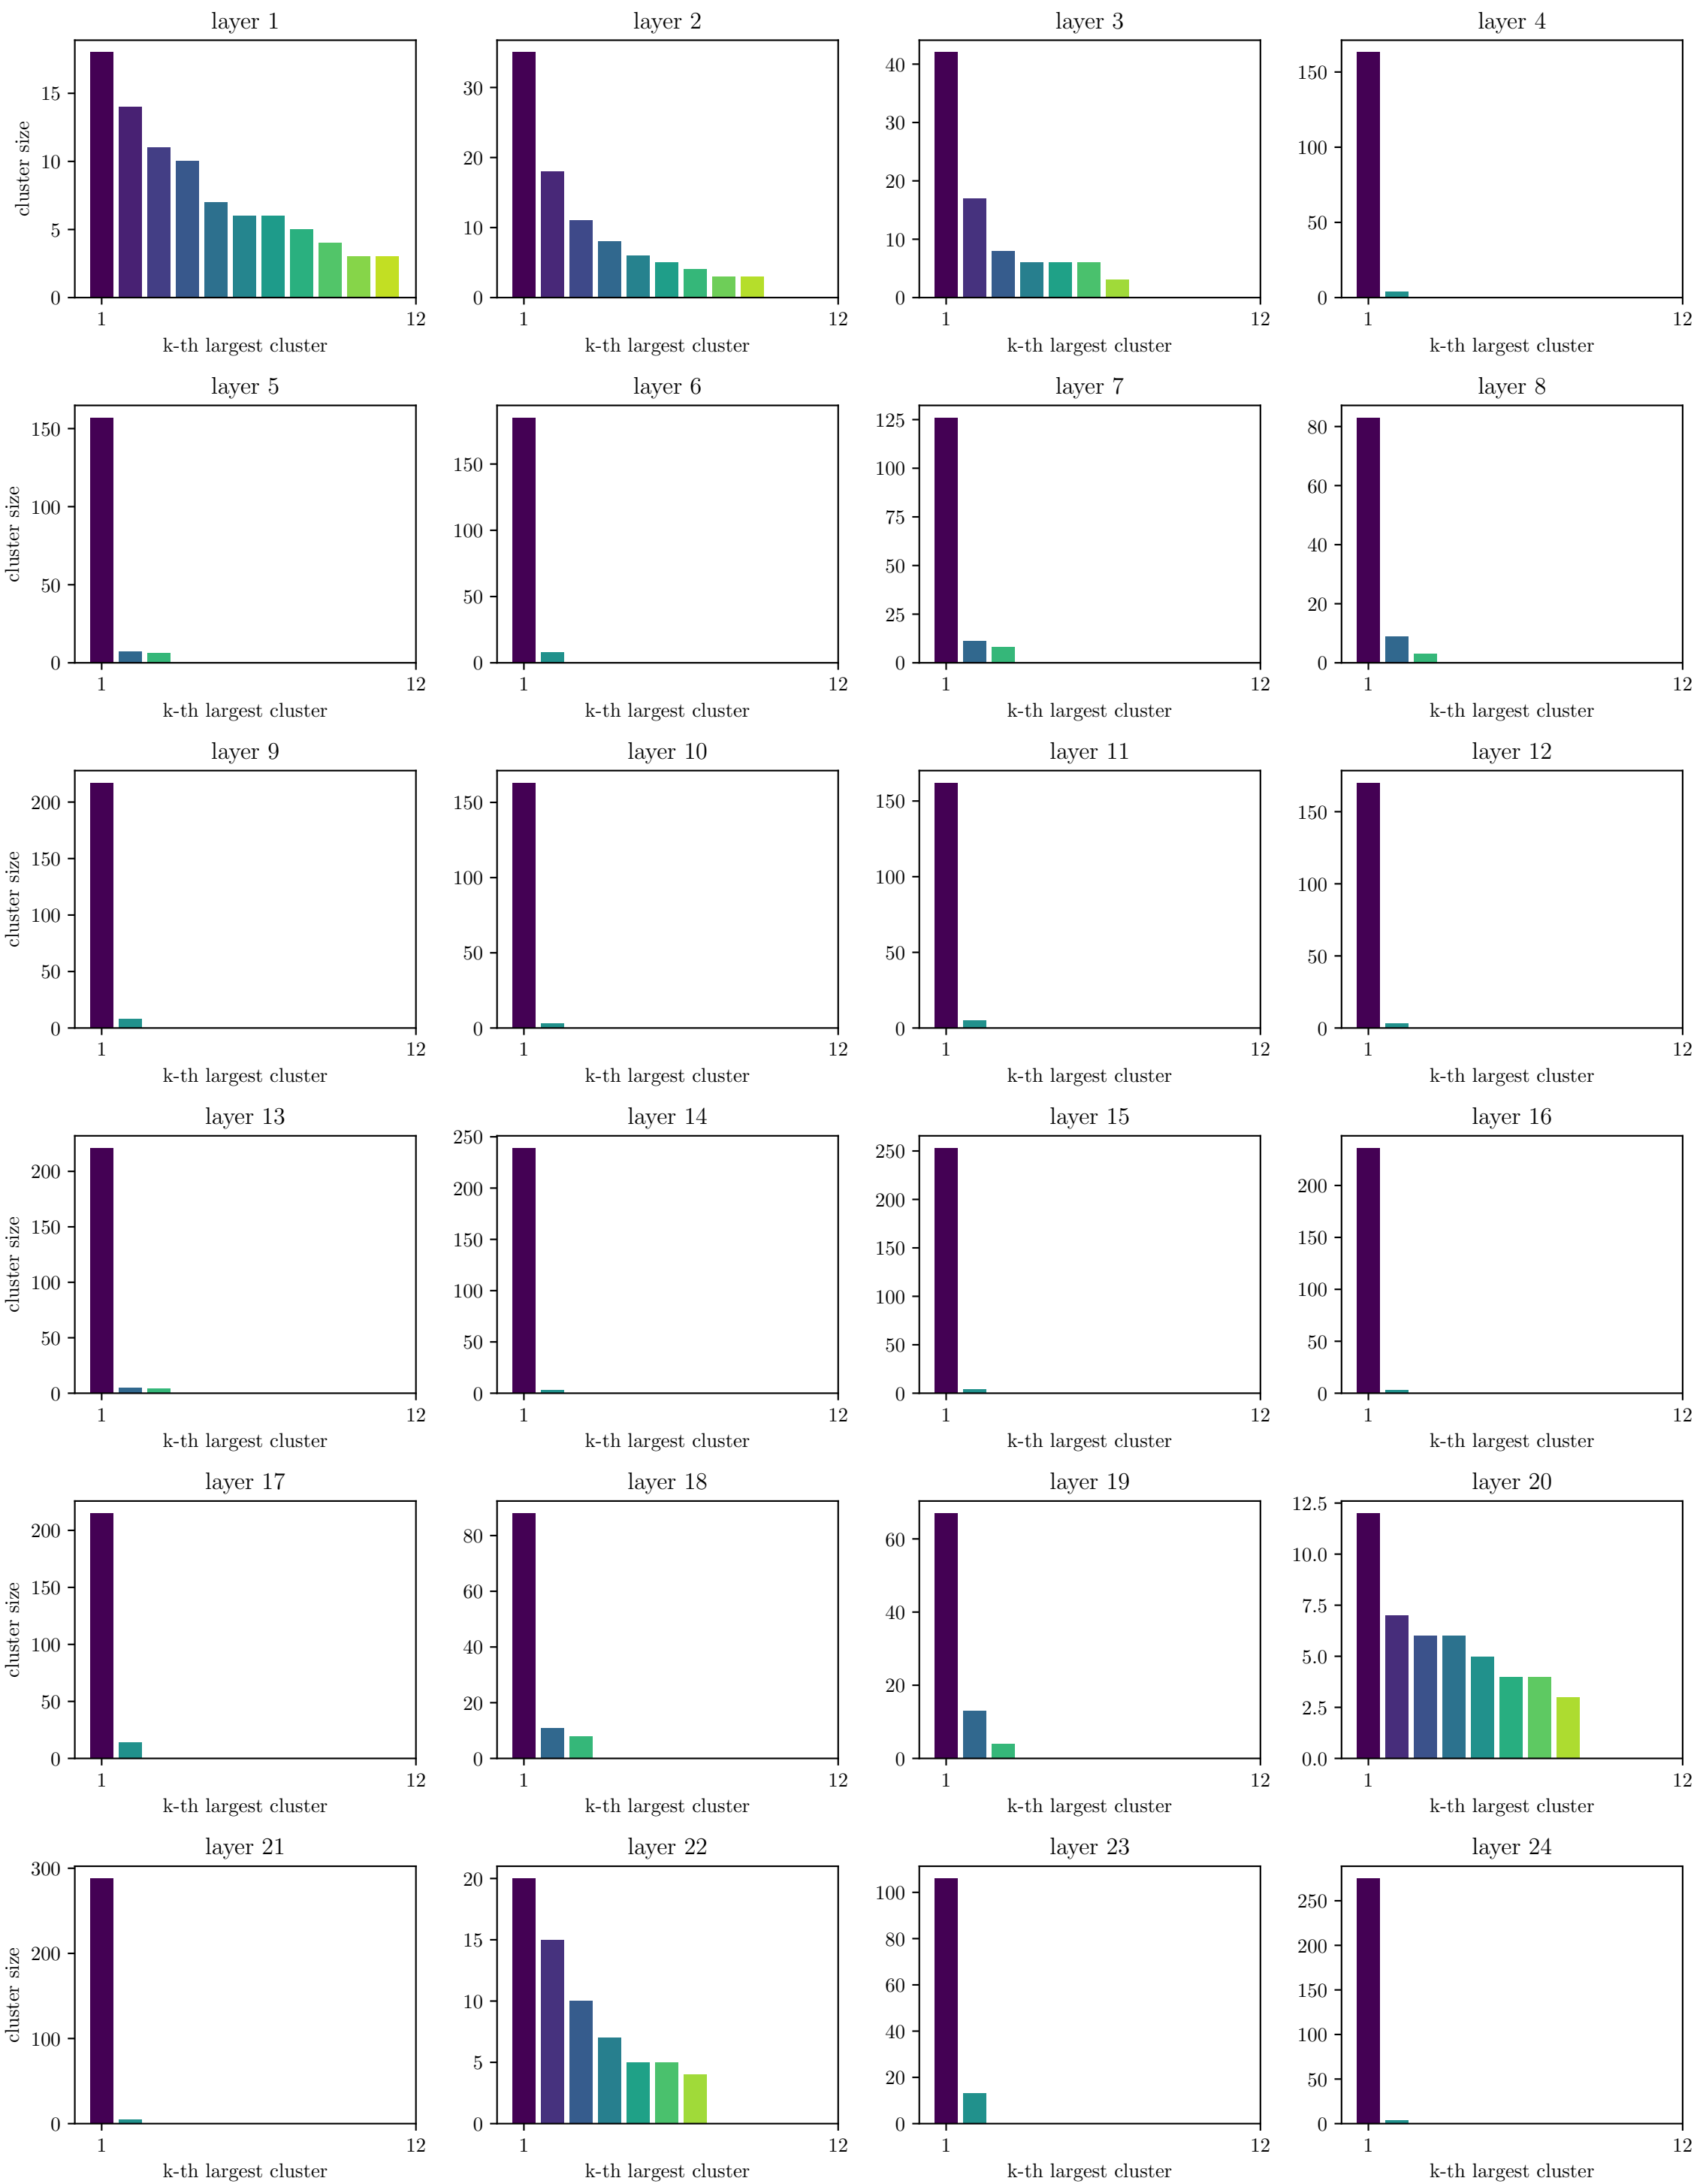 layer 1
cluster size
15
10
5
0
1 12
k-th largest cluster
layer 2
30
20
10
0
1 12
k-th largest cluster
layer 3
40
30
20
10
0
1 12
k-th largest cluster
layer 4
150
100
50
0
1 12
k-th largest cluster
layer 5
cluster size
150
100
50
0
1 12
k-th largest cluster
layer 6
150
100
50
0
1 12
k-th largest cluster
layer 7
125
100
75
50
25
0
1 12
k-th largest cluster
layer 8
80
60
40
20
0
1 12
k-th largest cluster
layer 9
cluster size
200
150
100
50
0
1 12
k-th largest cluster
layer 10
150
100
50
0
1 12
k-th largest cluster
layer 11
150
100
50
0
1 12
k-th largest cluster
layer 12
150
100
50
0
1 12
k-th largest cluster
layer 13
cluster size
200
150
100
50
0
1 12
k-th largest cluster
layer 14
250
200
150
100
50
0
1 12
k-th largest cluster
layer 15
250
200
150
100
50
0
1 12
k-th largest cluster
layer 16
200
150
100
50
0
1 12
k-th largest cluster
layer 17
cluster size
200
150
100
50
0
1 12
k-th largest cluster
layer 18
80
60
40
20
0
1 12
k-th largest cluster
layer 19
60
40
20
0
1 12
k-th largest cluster
layer 20
12.5
10.0
7.5
5.0
2.5
0.0
1 12
k-th largest cluster
layer 21
cluster size
300
200
100
0
1 12
k-th largest cluster
layer 22
20
15
10
5
0
1 12
k-th largest cluster
layer 23
100
80
60
40
20
0
1 12
k-th largest cluster
layer 24
250
200
150
100
50
0
1 12
k-th largest cluster